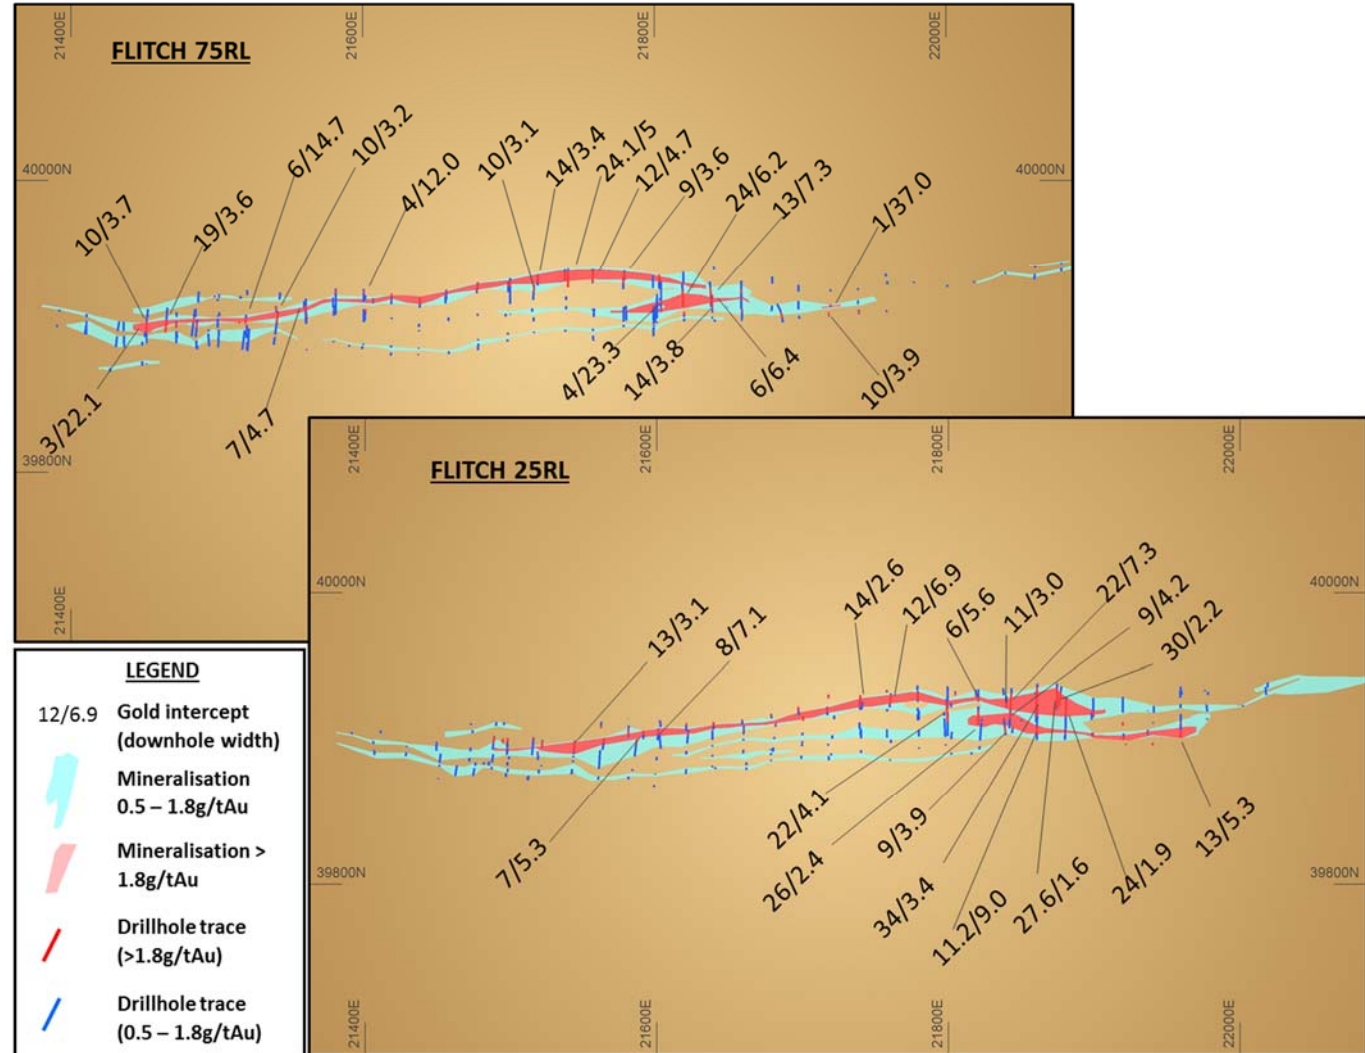 21400E
21600E
21800E
22000E
FLITCH 75RL
40000N
40000N
10/3.7
19/3.6
6/14.7
10/3.2
4/12.0
10/3.1
14/3.4
24.1/5
12/4.7
9/3.6
24/6.2
13/7.3
1/37.0
3/22.1
7/4.7
4/23.3
14/3.8
6/6.4
10/3.9
39800N
21400E
21400E
21600E
21800E
22000E
FLITCH 25RL
40000N
40000N
13/3.1
8/7.1
14/2.6
12/6.9
6/5.6
11/3.0
22/7.3
9/4.2
30/2.2
7/5.3
22/4.1
26/2.4
9/3.9
34/3.4
11.2/9.0
27.6/1.6
24/1.9
13/5.3
39800N
39800N
21400E
21600E
21800E
22000E
LEGEND
12/6.9 Gold intercept
(downhole width)
Mineralisation
0.5 – 1.8g/tAu
Mineralisation >
1.8g/tAu
Drillhole trace
(>1.8g/tAu)
Drillhole trace
(0.5 – 1.8g/tAu)